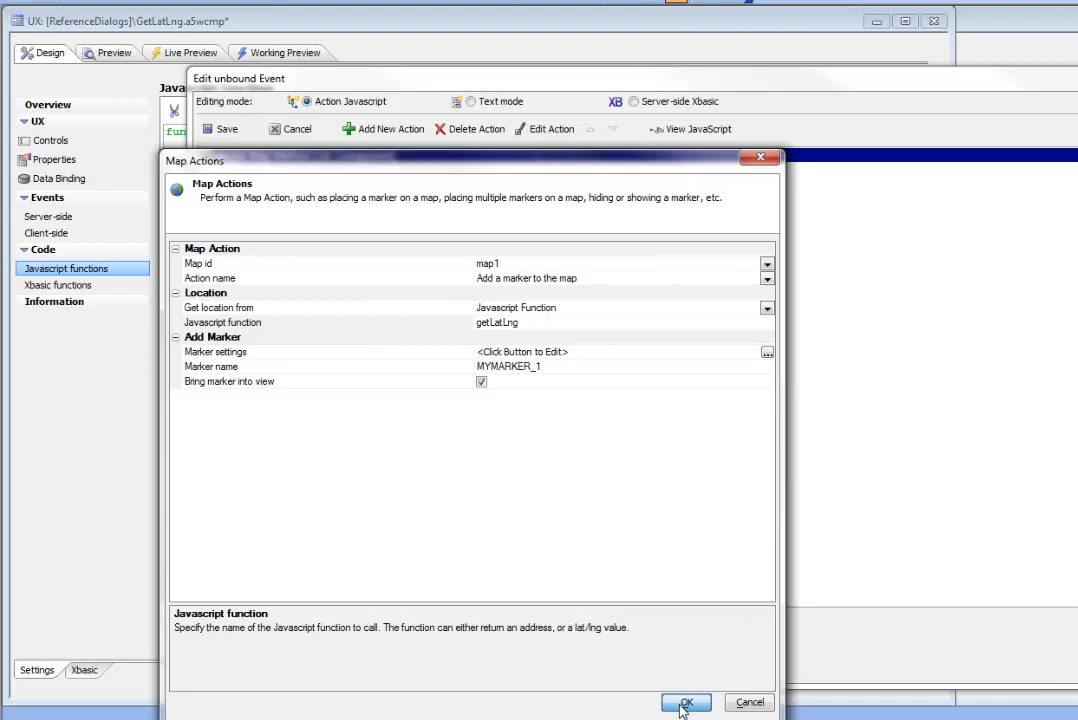 UX: [ReferenceDialogs]\GetLatLng.a5wcmp*
Design
Preview
Live Preview
Working Preview
Edit unbound Event
Editing mode:
Action Javascript
Text mode
XB
Server-side Xbasic
Save
Cancel
Add New Action
Delete Action
Edit Action
View JavaScript
Overview
UX
Controls
Properties
Data Binding
Events
Server-side
Client-side
Code
Javascript functions
Xbasic functions
Information
fun
Map Actions
Map Actions
Perform a Map Action, such as placing a marker on a map, placing multiple markers on a map, hiding or showing a marker, etc.
Map Action
Map id map1
Action name Add a marker to the map
Location
Get location from Javascript Function
Javascript function getLatLng
Add Marker
Marker settings <Click Button to Edit>
Marker name MYMARKER_1
Bring marker into view
Javascript function
Specify the name of the Javascript function to call. The function can either return an address, or a lat/lng value.
Settings
Xbasic
OK
Cancel